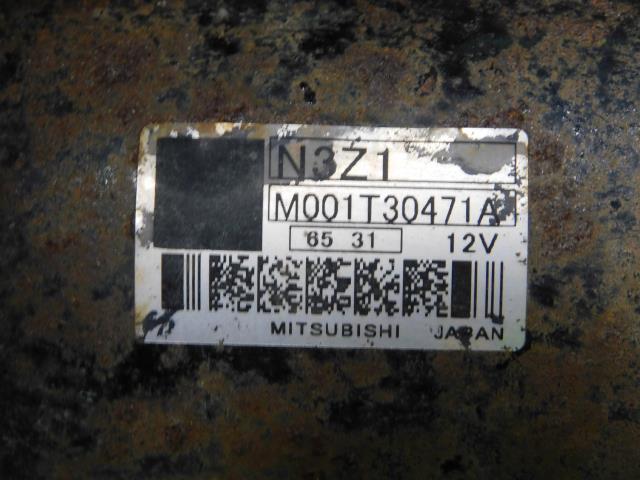 N3Z1
M001T30471A
65 31
12V
MITSUBISHI JAPAN